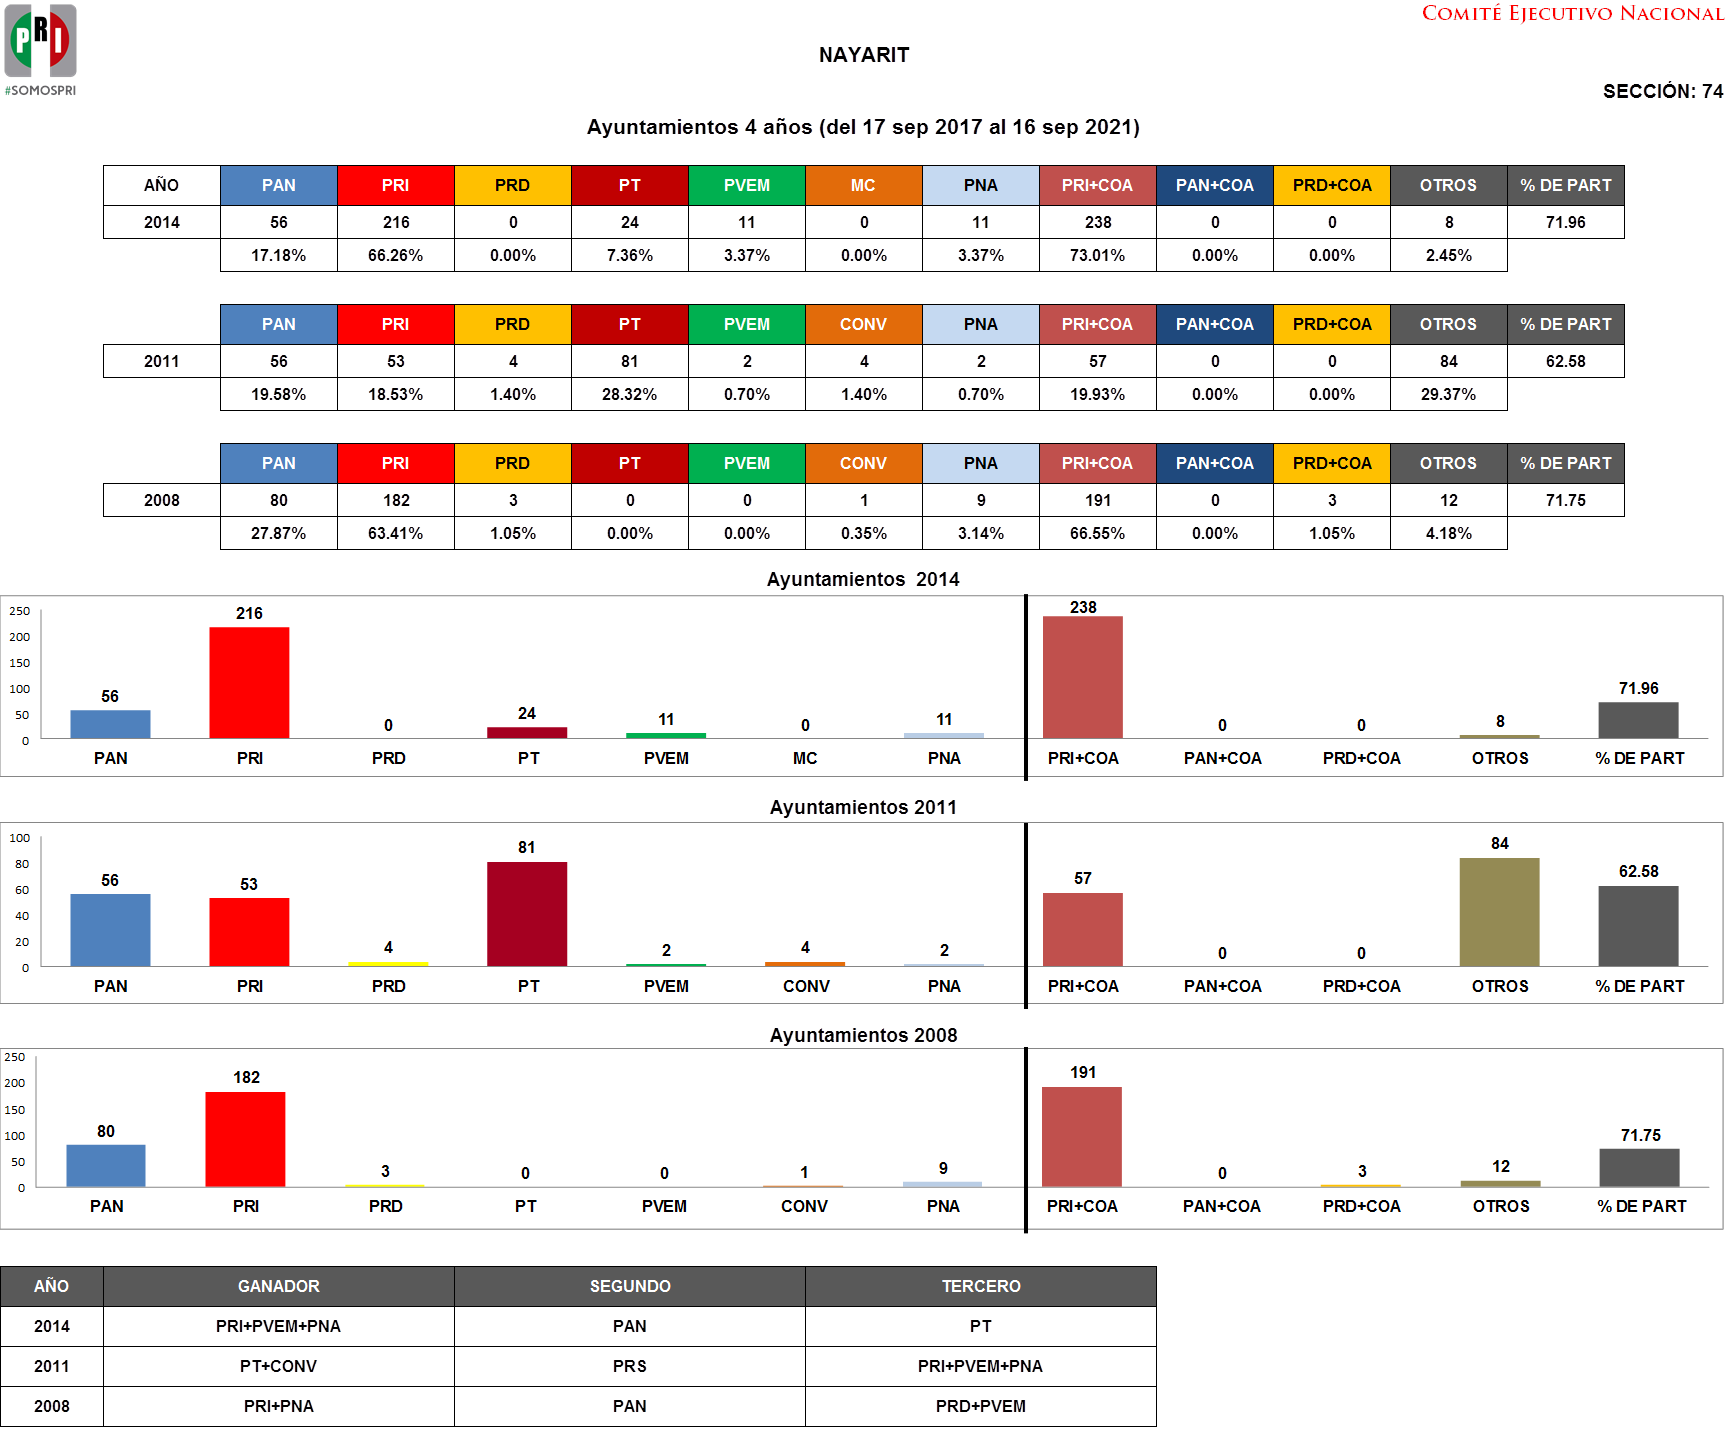 COMITÉ EJECUTIVO NACIONAL
PRI
#SOMOSPRI
NAYARIT
SECCIÓN: 74
Ayuntamientos 4 años (del 17 sep 2017 al 16 sep 2021)
AÑO PAN PRI PRD PT PVEM MC PNA PRI+COA PAN+COA PRD+COA OTROS % DE PART
2014 56 216 0 24 11 0 11 238 0 0 8 71.96
17.18% 66.26% 0.00% 7.36% 3.37% 0.00% 3.37% 73.01% 0.00% 0.00% 2.45%
PAN PRI PRD PT PVEM CONV PNA PRI+COA PAN+COA PRD+COA OTROS % DE PART
2011 56 53 4 81 2 4 2 57 0 0 84 62.58
19.58% 18.53% 1.40% 28.32% 0.70% 1.40% 0.70% 19.93% 0.00% 0.00% 29.37%
PAN PRI PRD PT PVEM CONV PNA PRI+COA PAN+COA PRD+COA OTROS % DE PART
2008 80 182 3 0 0 1 9 191 0 3 12 71.75
27.87% 63.41% 1.05% 0.00% 0.00% 0.35% 3.14% 66.55% 0.00% 1.05% 4.18%
Ayuntamientos 2014
250
200
150
100
50
0
56 216 0 24 11 0 11 238 0 0 8 71.96
PAN PRI PRD PT PVEM MC PNA PRI+COA PAN+COA PRD+COA OTROS % DE PART
Ayuntamientos 2011
100
80
60
40
20
0
56 53 4 81 2 4 2 57 0 0 84 62.58
PAN PRI PRD PT PVEM CONV PNA PRI+COA PAN+COA PRD+COA OTROS % DE PART
Ayuntamientos 2008
250
200
150
100
50
0
80 182 3 0 0 1 9 191 0 3 12 71.75
PAN PRI PRD PT PVEM CONV PNA PRI+COA PAN+COA PRD+COA OTROS % DE PART
AÑO GANADOR SEGUNDO TERCERO
2014 PRI+PVEM+PNA PAN PT
2011 PT+CONV PRS PRI+PVEM+PNA
2008 PRI+PNA PAN PRD+PVEM